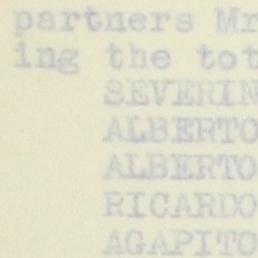 partners Mr
ing the tot
SEVERIN
ALBERTO
ALBERTO
RICARDO
AGAPITO